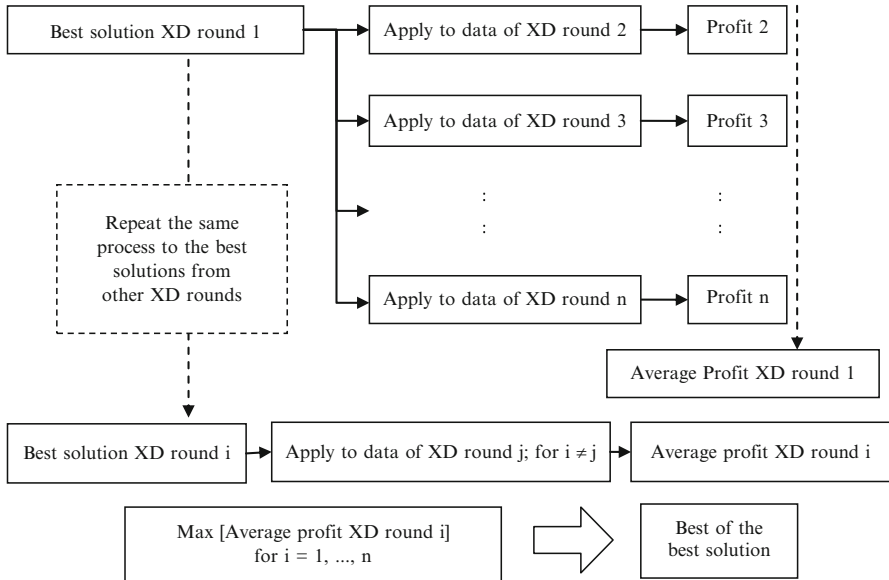 Best solution XD round 1
Apply to data of XD round 2
Profit 2
Apply to data of XD round 3
Profit 3
: :
: :
Repeat the same
process to the best
solutions from
other XD rounds
Apply to data of XD round n
Profit n
Average Profit XD round 1
Best solution XD round i
Apply to data of XD round j; for i ≠ j
Average profit XD round i
Max [Average profit XD round i]
for i = 1, ..., n
Best of the
best solution